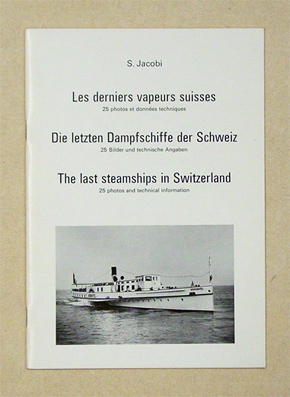 S. Jacobi
Les derniers vapeurs suisses
25 photos et données techniques
Die letzten Dampfschiffe der Schweiz
25 Bilder und technische Angaben
The last steamships in Switzerland
25 photos and technical information